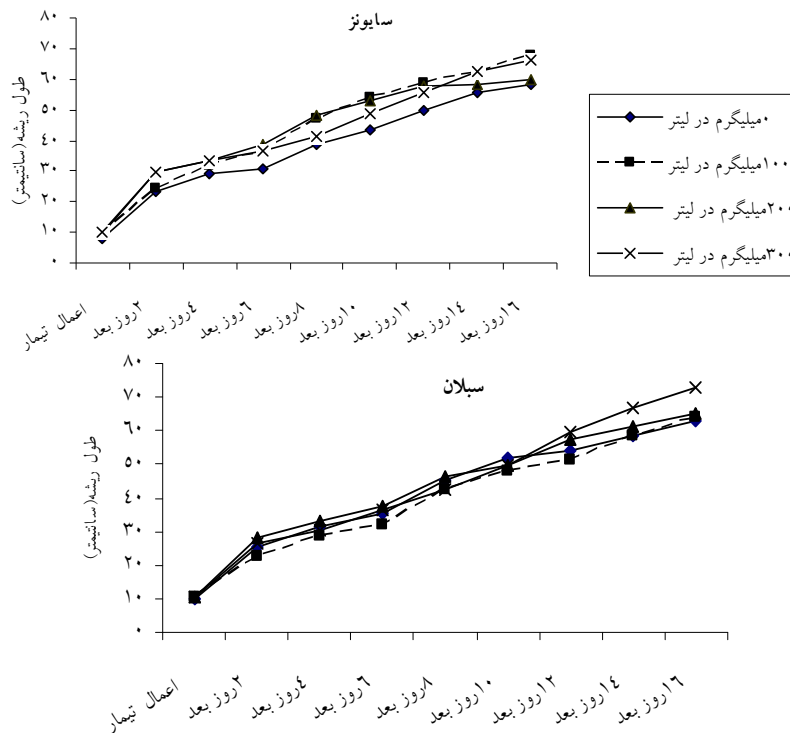 سایونز
طول ریشه(سانتیمتر)
۸۰
۷۰
۶۰
۵۰
۴۰
۳۰
۲۰
۱۰
۰
اعمال تیمار
۲روز بعد
۴روز بعد
۶روز بعد
۸روز بعد
۱۰روز بعد
۱۲روز بعد
۱۴روز بعد
۱۶روز بعد
۰میلیگرم در لیتر
۱۰۰میلیگرم در لیتر
۲۰۰میلیگرم در لیتر
۳۰۰میلیگرم در لیتر
سبلان
طول ریشه(سانتیمتر)
۸۰
۷۰
۶۰
۵۰
۴۰
۳۰
۲۰
۱۰
۰
اعمال تیمار
۲روز بعد
۴روز بعد
۶روز بعد
۸روز بعد
۱۰روز بعد
۱۲روز بعد
۱۴روز بعد
۱۶روز بعد